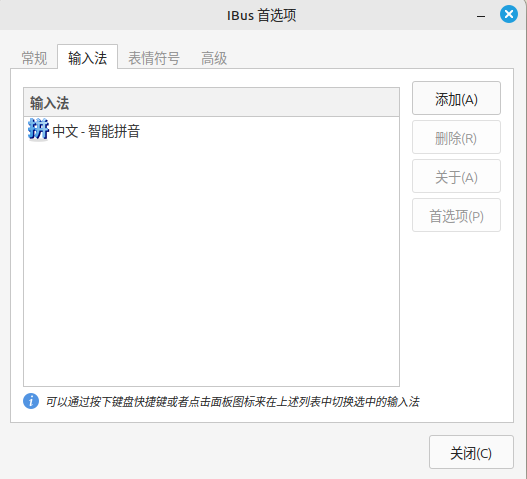 IBus 首选项
常规 输入法 表情符号 高级
输入法
拼 中文 - 智能拼音
添加(A)
删除(R)
关于(A)
首选项(P)
可以通过按下键盘快捷键或者点击面板图标来在上述列表中切换选中的输入法
关闭(C)